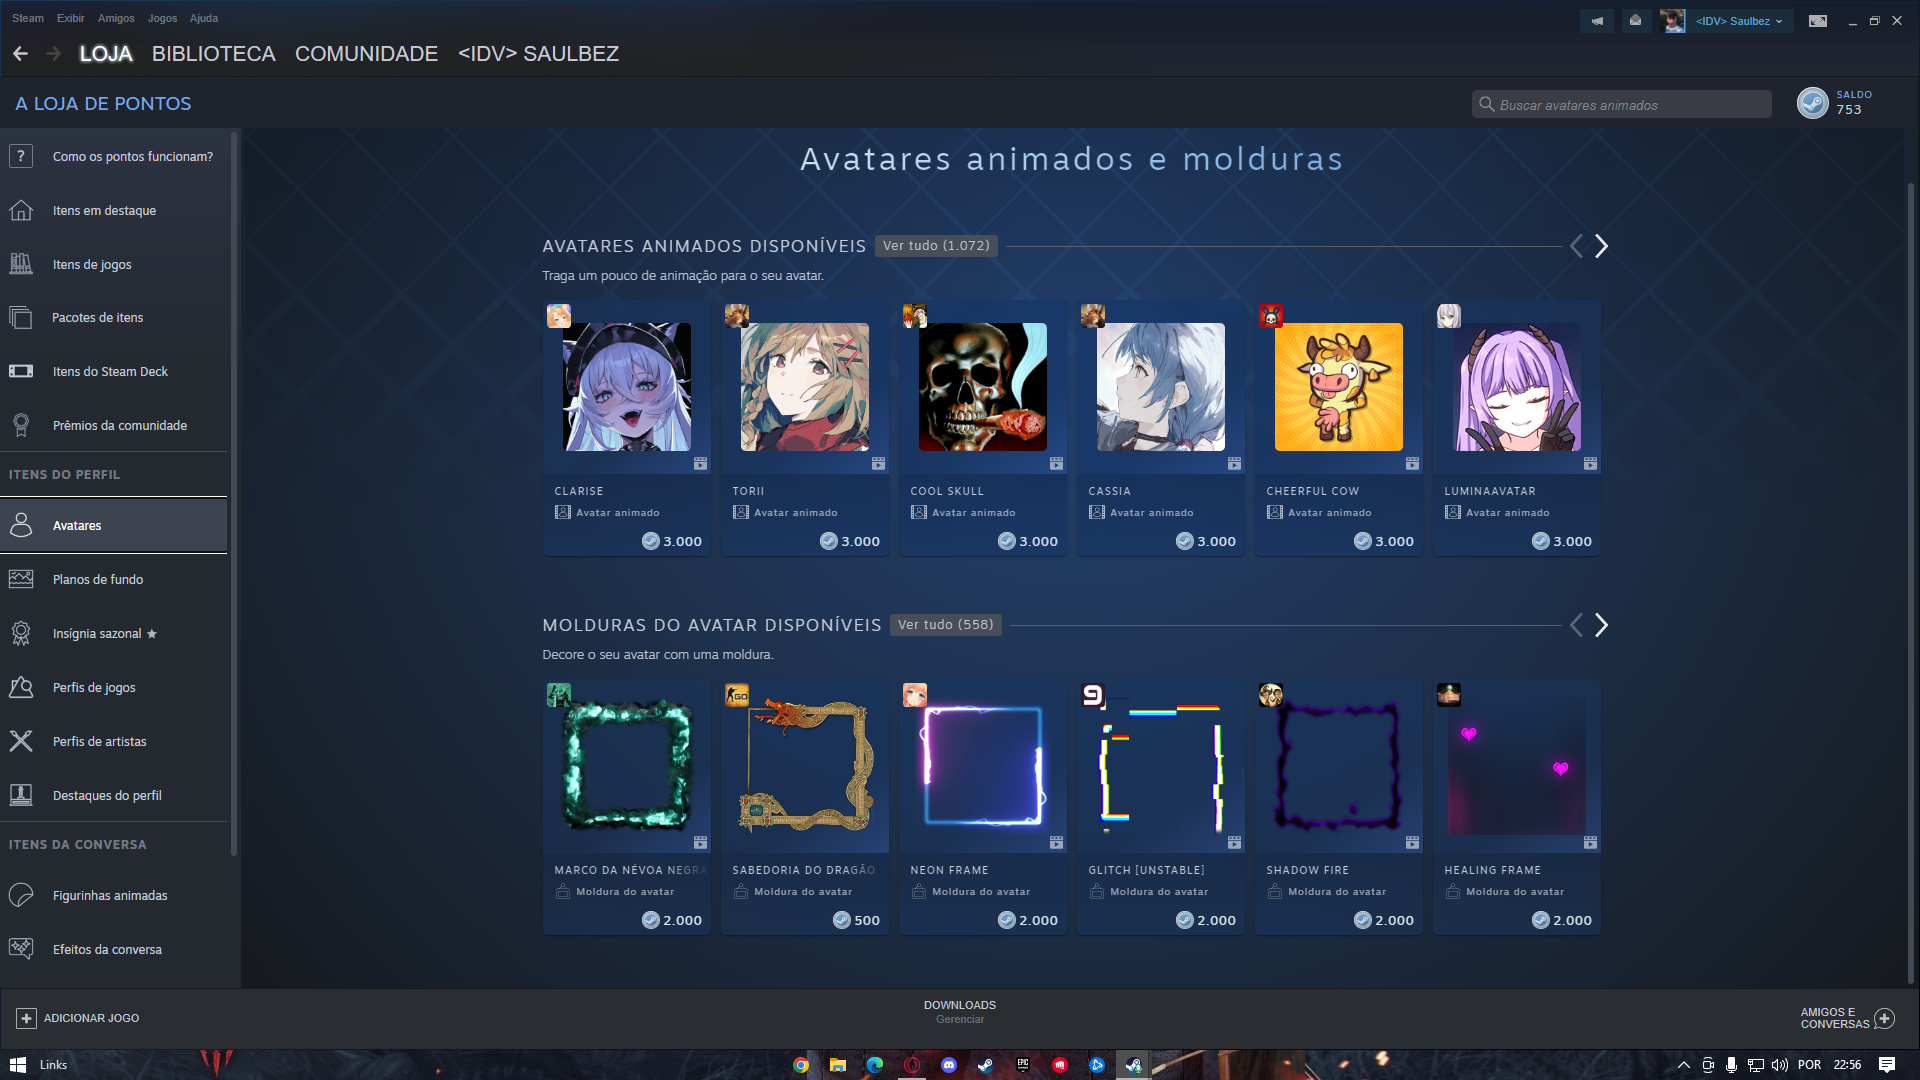 Steam Exibir Amigos Jogos Ajuda
<IDV> Saulbez
LOJA BIBLIOTECA COMUNIDADE <IDV> SAULBEZ
A LOJA DE PONTOS
Buscar avatares animados
SALDO
753
Como os pontos funcionam?
Itens em destaque
Itens de jogos
Pacotes de itens
Itens do Steam Deck
Prêmios da comunidade
ITENS DO PERFIL
Avatares
Planos de fundo
Insígnia sazonal
Perfis de jogos
Perfis de artistas
Destaques do perfil
ITENS DA CONVERSA
Figurinhas animadas
Efeitos da conversa
Avatares animados e molduras
AVATARES ANIMADOS DISPONÍVEIS Ver tudo (1.072)
Traga um pouco de animação para o seu avatar.
CLARISE
Avatar animado
3.000
TORII
Avatar animado
3.000
COOL SKULL
Avatar animado
3.000
CASSIA
Avatar animado
3.000
CHEERFUL COW
Avatar animado
3.000
LUMINAAVATAR
Avatar animado
3.000
MOLDURAS DO AVATAR DISPONÍVEIS Ver tudo (558)
Decore o seu avatar com uma moldura.
MARCO DA NÉVOA NEGRA
Moldura do avatar
2.000
GO
SABEDORIA DO DRAGÃO
Moldura do avatar
500
NEON FRAME
Moldura do avatar
2.000
9
GLITCH [UNSTABLE]
Moldura do avatar
2.000
SHADOW FIRE
Moldura do avatar
2.000
HEALING FRAME
Moldura do avatar
2.000
ADICIONAR JOGO
DOWNLOADS
Gerenciar
AMIGOS E
CONVERSAS
Links
EPIC
POR 22:56